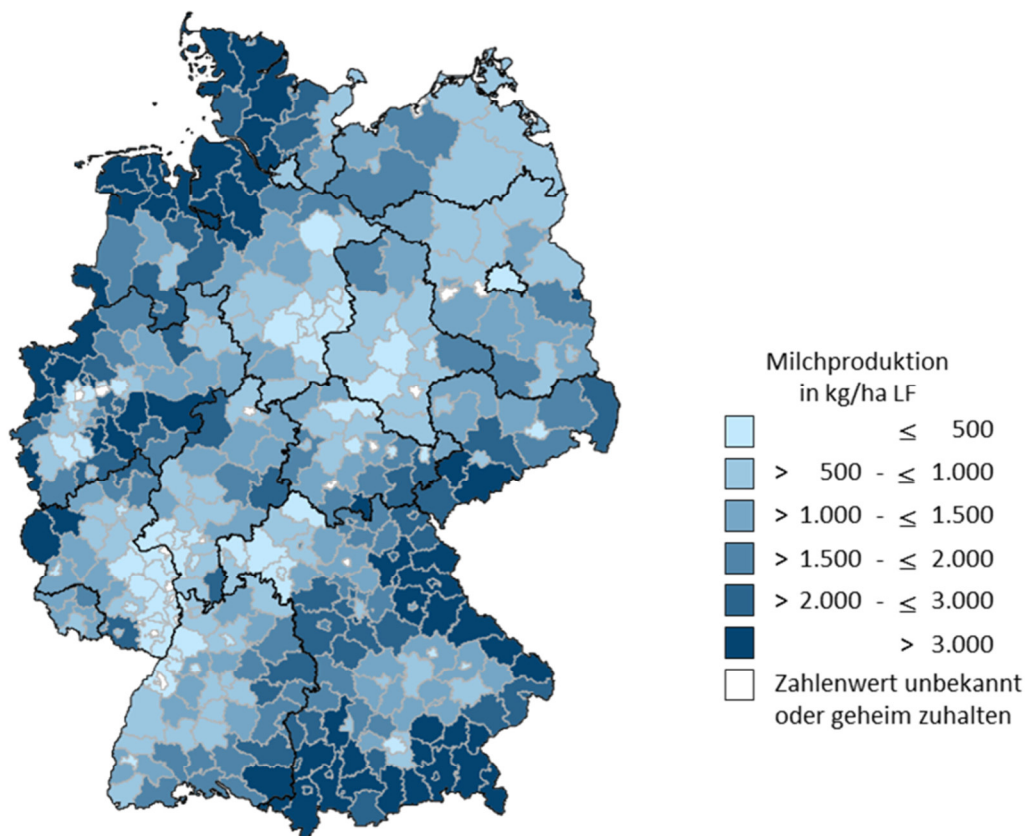 Milchproduktion
in kg/ha LF
≤ 500
> 500 - ≤ 1.000
> 1.000 - ≤ 1.500
> 1.500 - ≤ 2.000
> 2.000 - ≤ 3.000
> 3.000
Zahlenwert unbekannt
oder geheim zuhalten